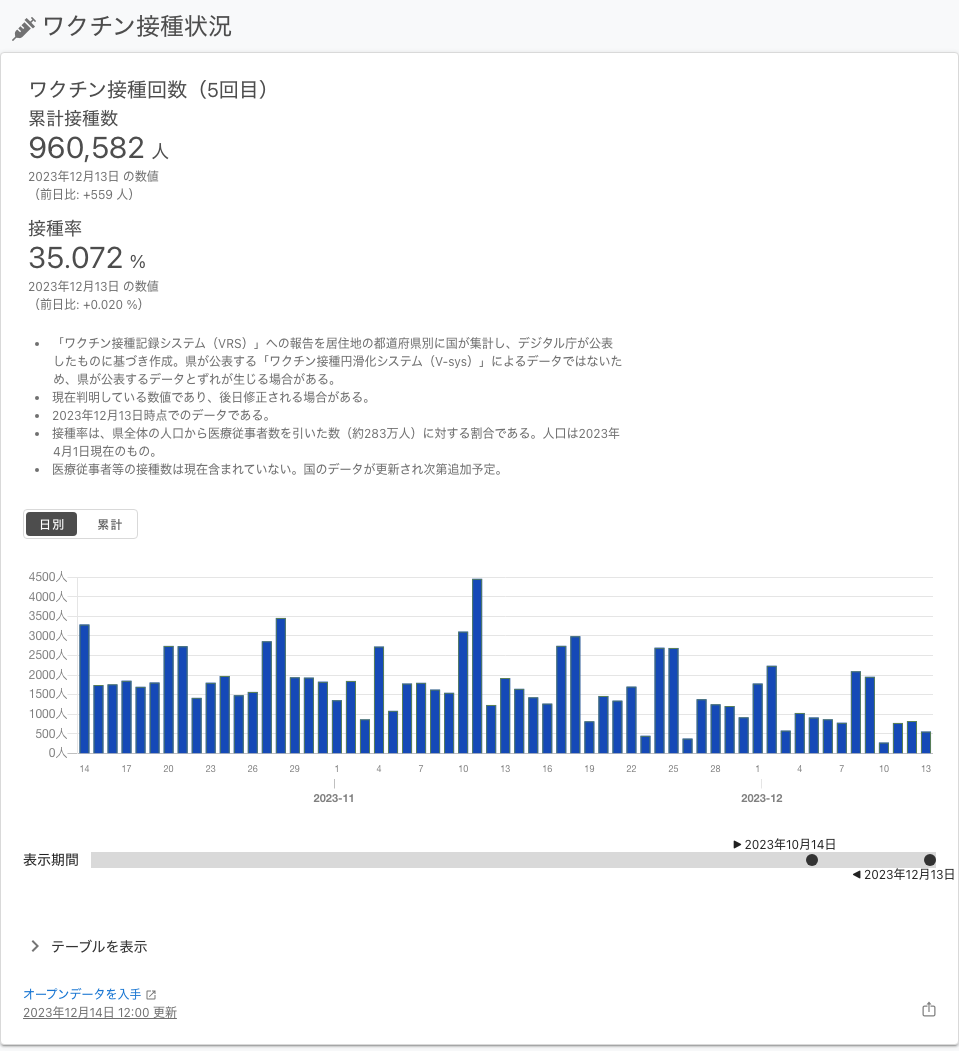 ワクチン接種状況
ワクチン接種回数（5回目）
累計接種数
960,582 人
2023年12月13日 の数値
（前日比: +559 人）
接種率
35.072 %
2023年12月13日 の数値
（前日比: +0.020 %）
• 「ワクチン接種記録システム（VRS）」への報告を居住地の都道府県別に国が集計し、デジタル庁が公表
したものに基づき作成。県が公表する「ワクチン接種円滑化システム（V-sys）」によるデータではないた
め、県が公表するデータとずれが生じる場合がある。
• 現在判明している数値であり、後日修正される場合がある。
• 2023年12月13日時点でのデータである。
• 接種率は、県全体の人口から医療従事者数を引いた数（約283万人）に対する割合である。人口は2023年
4月1日現在のもの。
• 医療従事者等の接種数は現在含まれていない。国のデータが更新され次第追加予定。
日別 累計
4500人
4000人
3500人
3000人
2500人
2000人
1500人
1000人
500人
0人
14 17 20 23 26 29 1 4 7 10 13 16 19 22 25 28 1 4 7 10 13
2023-11 2023-12
2023年10月14日
表示期間
2023年12月13日
テーブルを表示
オープンデータを入手
2023年12月14日 12:00 更新